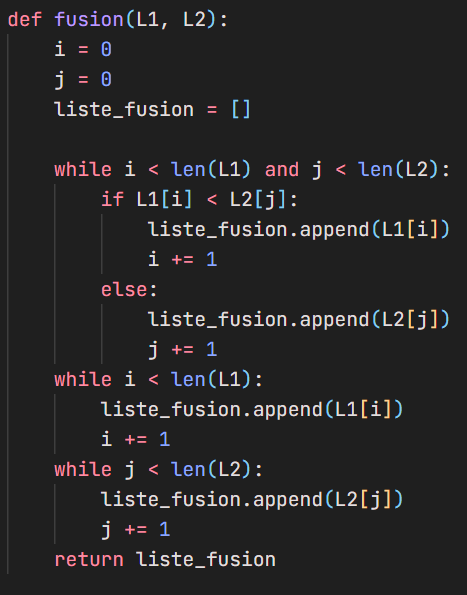 def fusion(L1, L2):
    i = 0
    j = 0
    liste_fusion = []

    while i < len(L1) and j < len(L2):
        if L1[i] < L2[j]:
            liste_fusion.append(L1[i])
            i += 1
        else:
            liste_fusion.append(L2[j])
            j += 1
    while i < len(L1):
        liste_fusion.append(L1[i])
        i += 1
    while j < len(L2):
        liste_fusion.append(L2[j])
        j += 1
    return liste_fusion